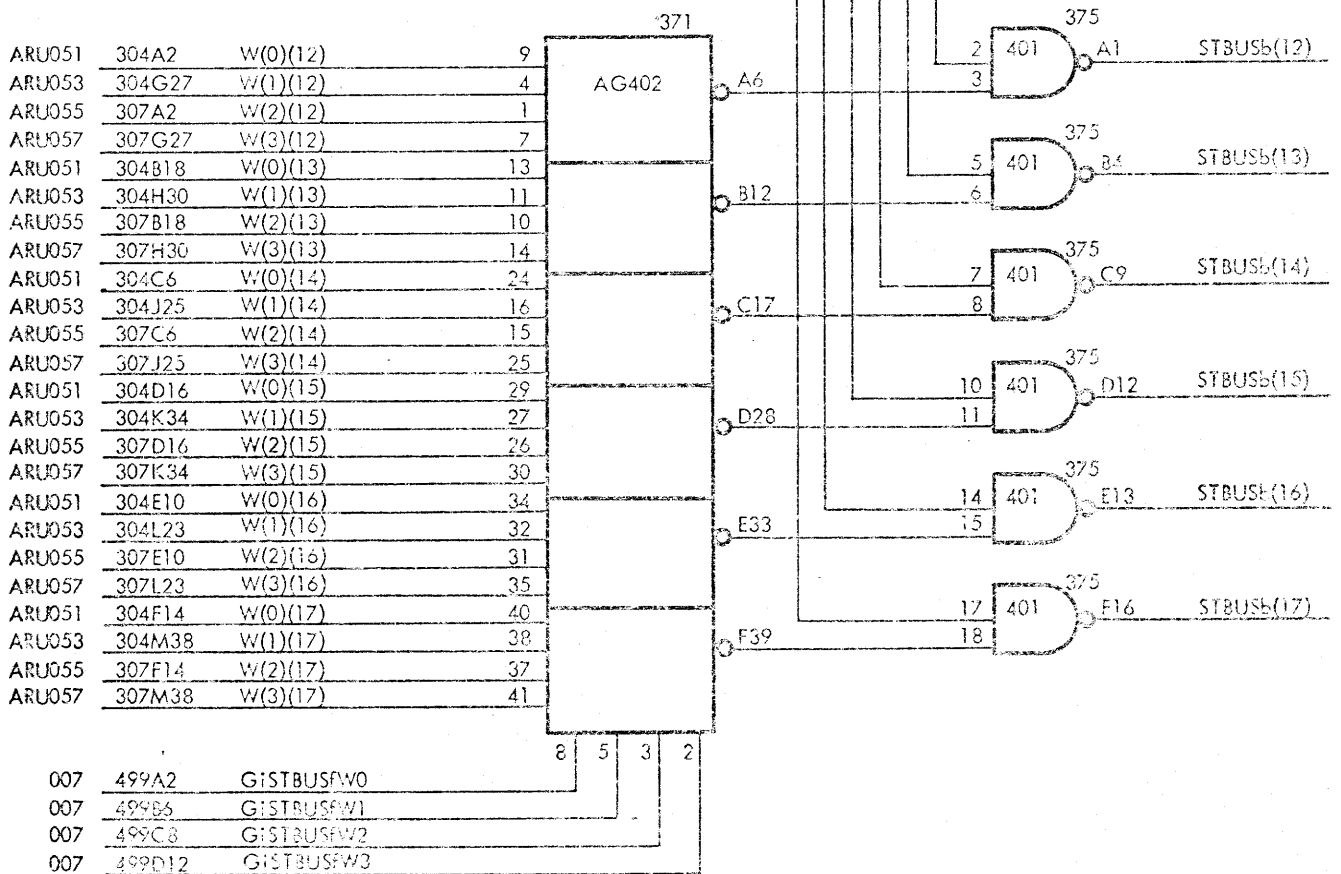 371
375
ARU051 304A2 W(0)(12) 9
AG402
A6
2 401 A1 STBUSb(12)
3
ARU053 304G27 W(1)(12) 4
ARU055 307A2 W(2)(12) 1
ARU057 307G27 W(3)(12) 7
375
ARU051 304B18 W(0)(13) 13
B12
5 401 B4 STBUSb(13)
6
ARU053 304H30 W(1)(13) 11
ARU055 307B18 W(2)(13) 10
ARU057 307H30 W(3)(13) 14
375
ARU051 304C6 W(0)(14) 24
C17
7 401 C9 STBUSb(14)
8
ARU053 304J25 W(1)(14) 16
ARU055 307C6 W(2)(14) 15
ARU057 307J25 W(3)(14) 25
375
ARU051 304D16 W(0)(15) 29
D28
10 401 D12 STBUSb(15)
11
ARU053 304K34 W(1)(15) 27
ARU055 307D16 W(2)(15) 26
ARU057 307K34 W(3)(15) 30
375
ARU051 304E10 W(0)(16) 34
E33
14 401 E13 STBUSb(16)
15
ARU053 304L23 W(1)(16) 32
ARU055 307E10 W(2)(16) 31
ARU057 307L23 W(3)(16) 35
375
ARU051 304F14 W(0)(17) 40
F39
17 401 F16 STBUSb(17)
18
ARU053 304M38 W(1)(17) 38
ARU055 307F14 W(2)(17) 37
ARU057 307M38 W(3)(17) 41
8 5 3 2
007 499A2 GiSTBUSfW0
007 499B6 GiSTBUSfW1
007 499C8 GiSTBUSfW2
007 499D12 GiSTBUSfW3